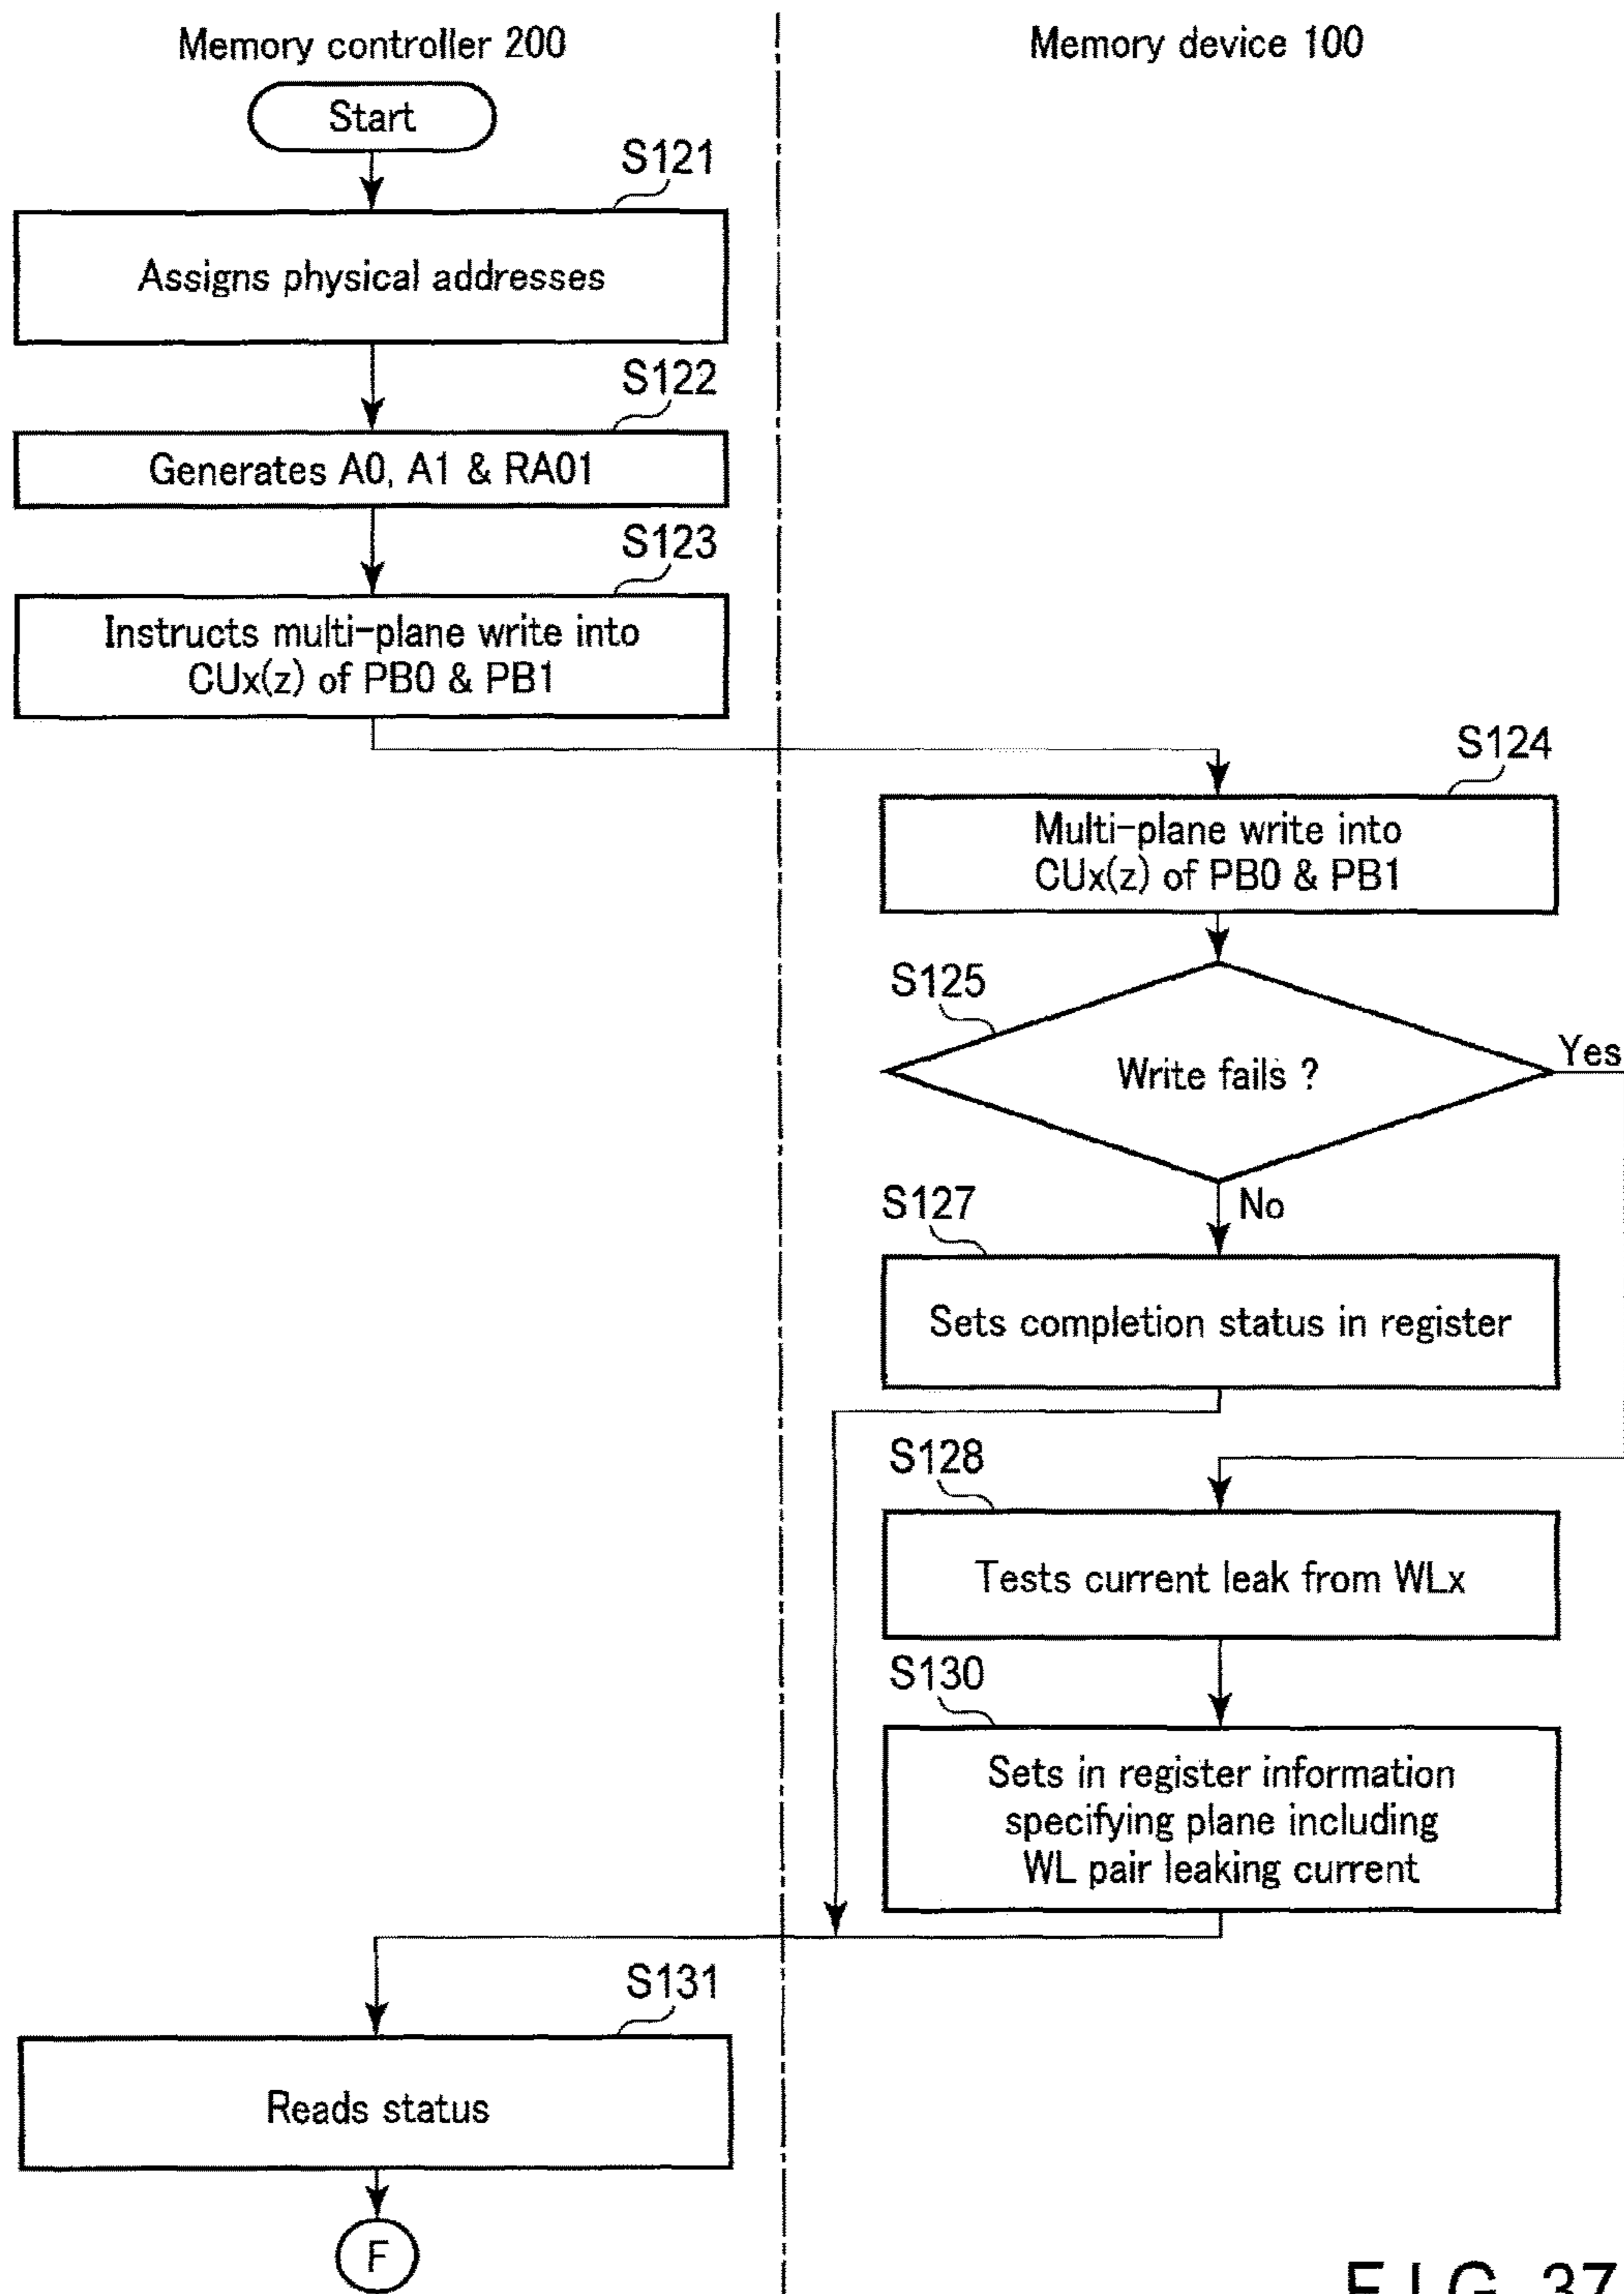 Memory controller 200
Memory device 100
Start
S121
Assigns physical addresses
S122
Generates A0, A1 & RA01
S123
Instructs multi-plane write into
CUx(z) of PB0 & PB1
S124
Multi-plane write into
CUx(z) of PB0 & PB1
S125
Write fails ?
Yes
No
S127
Sets completion status in register
S128
Tests current leak from WLx
S130
Sets in register information
specifying plane including
WL pair leaking current
S131
Reads status
F
FIG. 37